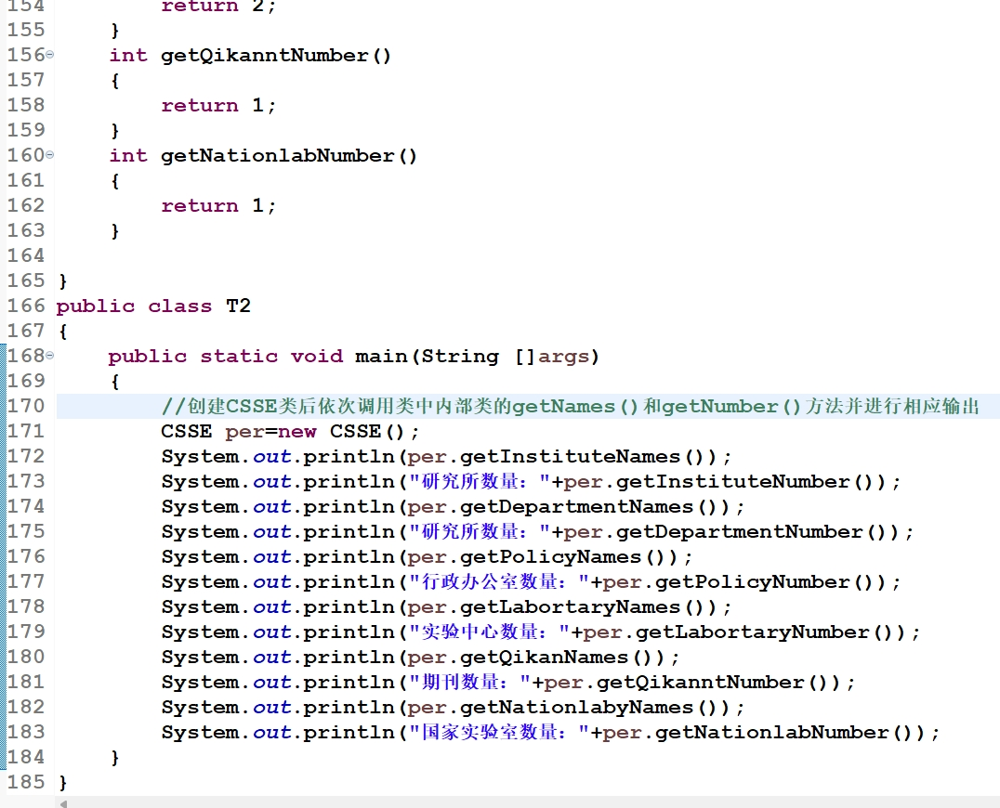 154 return 2;
155 }
156 int getQikanntNumber()
157 {
158 return 1;
159 }
160 int getNationlabNumber()
161 {
162 return 1;
163 }
164
165 }
166 public class T2
167 {
168 public static void main(String []args)
169 {
170 //创建CSSE类后依次调用类中内部类的getNames()和getNumber()方法并进行相应输出
171 CSSE per=new CSSE();
172 System.out.println(per.getInstituteNames());
173 System.out.println("研究所数量："+per.getInstituteNumber());
174 System.out.println(per.getDepartmentNames());
175 System.out.println("研究所数量："+per.getDepartmentNumber());
176 System.out.println(per.getPolicyNames());
177 System.out.println("行政办公室数量："+per.getPolicyNumber());
178 System.out.println(per.getLabortaryNames());
179 System.out.println("实验中心数量："+per.getLabortaryNumber());
180 System.out.println(per.getQikanNames());
181 System.out.println("期刊数量："+per.getQikanntNumber());
182 System.out.println(per.getNationlabyNames());
183 System.out.println("国家实验室数量："+per.getNationlabNumber());
184 }
185 }